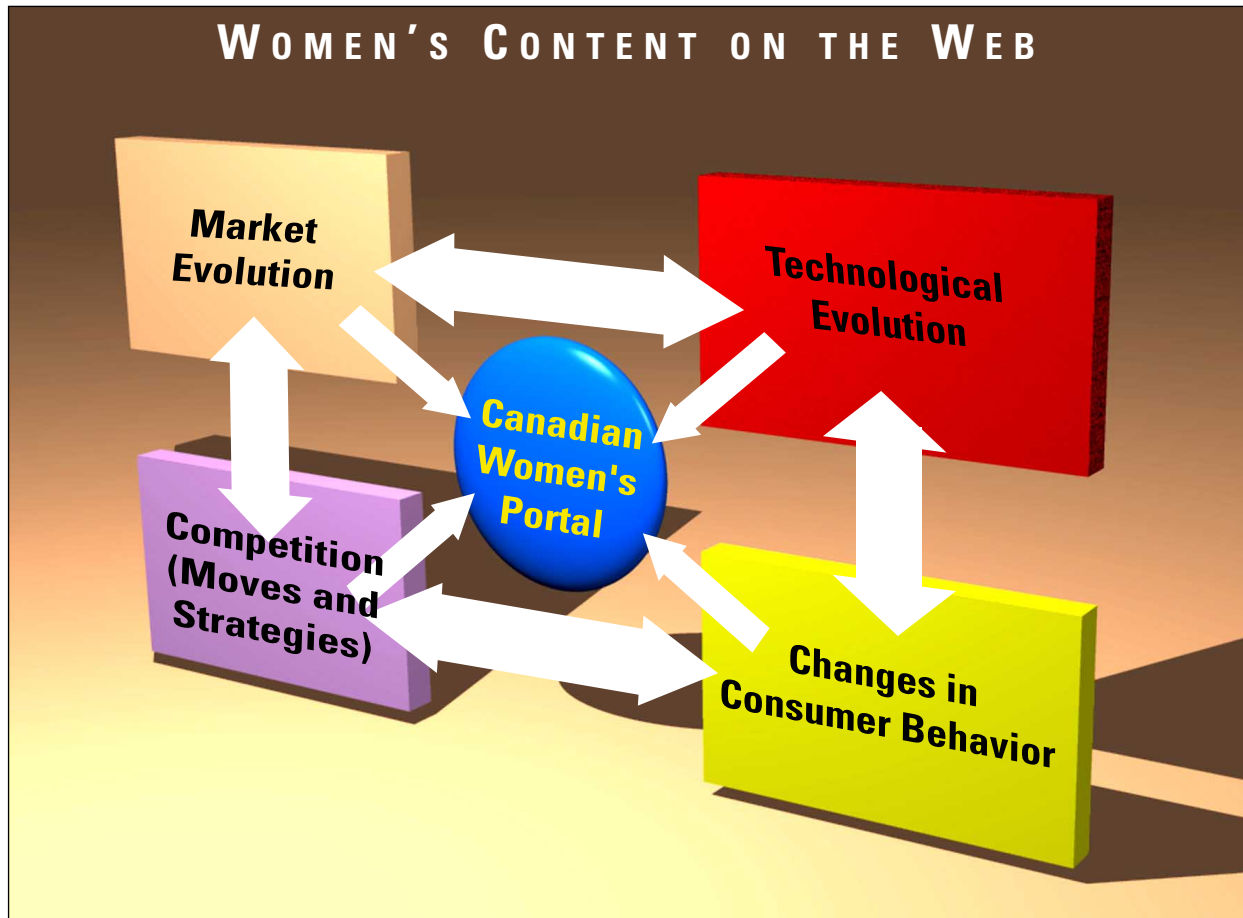 WOMEN'S CONTENT ON THE WEB
Market
Evolution
Technological
Evolution
Canadian
Women's
Portal
Competition
(Moves and
Strategies)
Changes in
Consumer Behavior